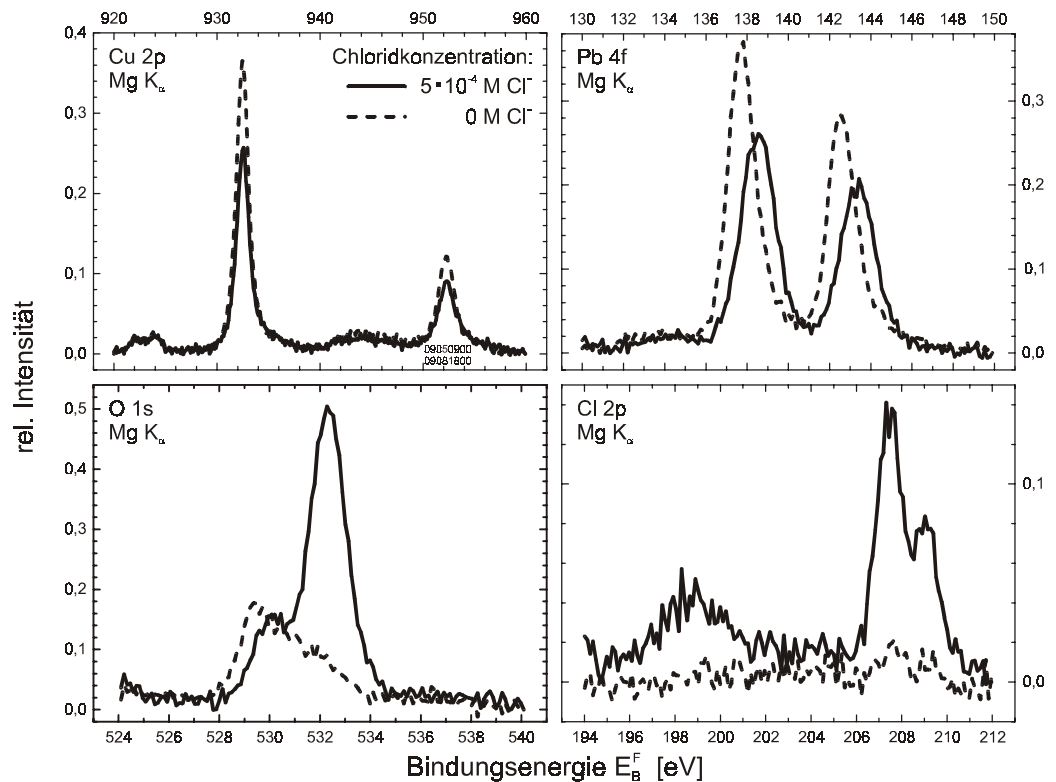 920 930 940 950 960
130 132 134 136 138 140 142 144 146 148 150
0,4
0,3
0,2
0,1
0,0
Cu 2p
Mg Kα
Chloridkonzentration:
5▪10⁻⁴ M Cl⁻
0 M Cl⁻
09050900
09081800
Pb 4f
Mg Kα
0,3
0,2
0,1
0,0
rel. Intensität
0,5
0,4
0,3
0,2
0,1
0,0
O 1s
Mg Kα
Cl 2p
Mg Kα
0,1
0,0
524 526 528 530 532 534 536 538 540
194 196 198 200 202 204 206 208 210 212
Bindungsenergie E_B^F [eV]